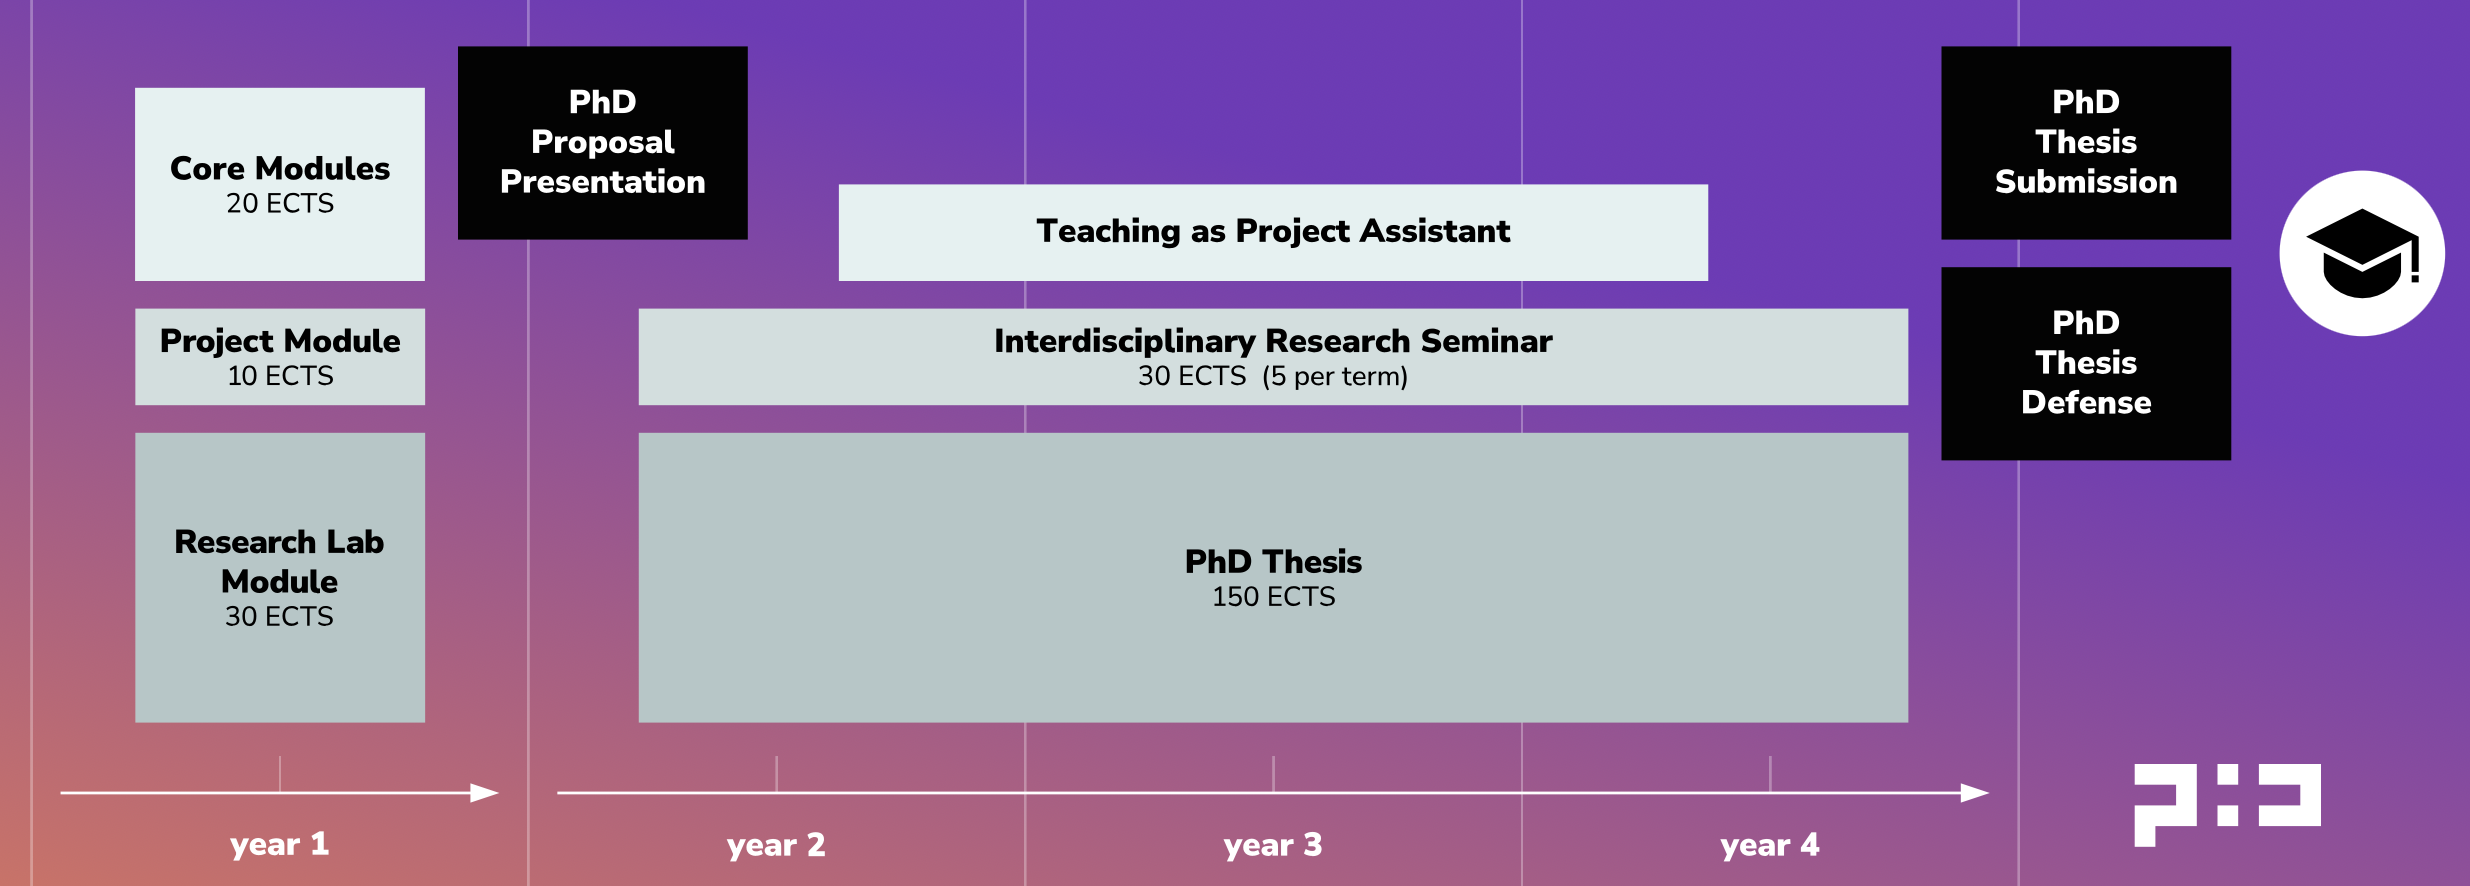 Core Modules
20 ECTS
Project Module
10 ECTS
Research Lab
Module
30 ECTS
PhD
Proposal
Presentation
Teaching as Project Assistant
Interdisciplinary Research Seminar
30 ECTS  (5 per term)
PhD Thesis
150 ECTS
PhD
Thesis
Submission
PhD
Thesis
Defense
year 1
year 2
year 3
year 4